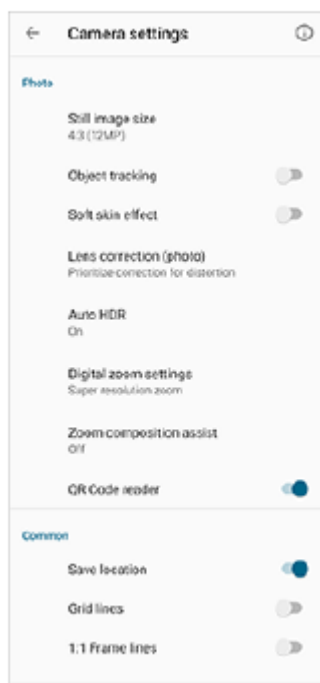 Camera settings
Photo
Still image size
4:3 (12MP)
Object tracking
Soft skin effect
Lens correction (photo)
Prioritize correction for distortion
Auto HDR
On
Digital zoom settings
Super resolution zoom
Zoom composition assist
Off
QR Code reader
Common
Save location
Grid lines
1:1 Frame lines